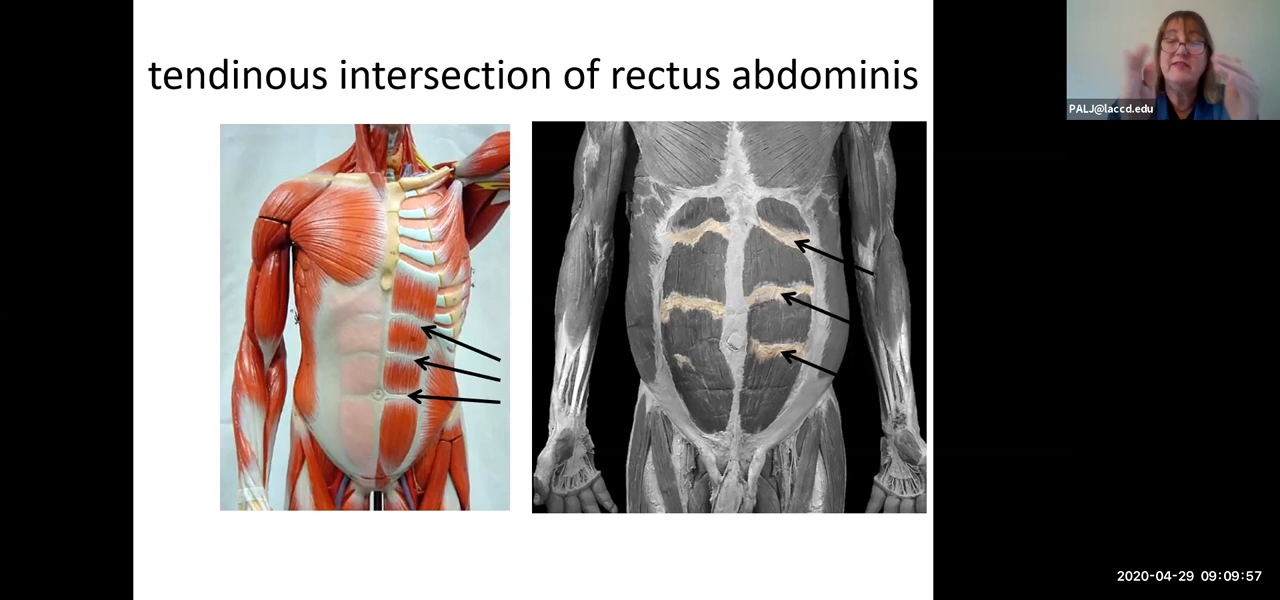 tendinous intersection of rectus abdominis
PALJ@laccd.edu
2020-04-29 09:09:57